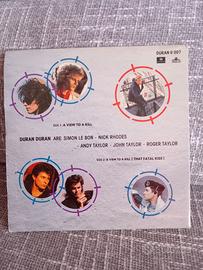 DURAN 007
SIDE 1: A VIEW TO A KILL
DURAN DURAN ARE SIMON LE BON - NICK RHODES
- ANDY TAYLOR - JOHN TAYLOR - ROGER TAYLOR
SIDE 2: A VIEW TO A KILL ( THAT FATAL KISS )